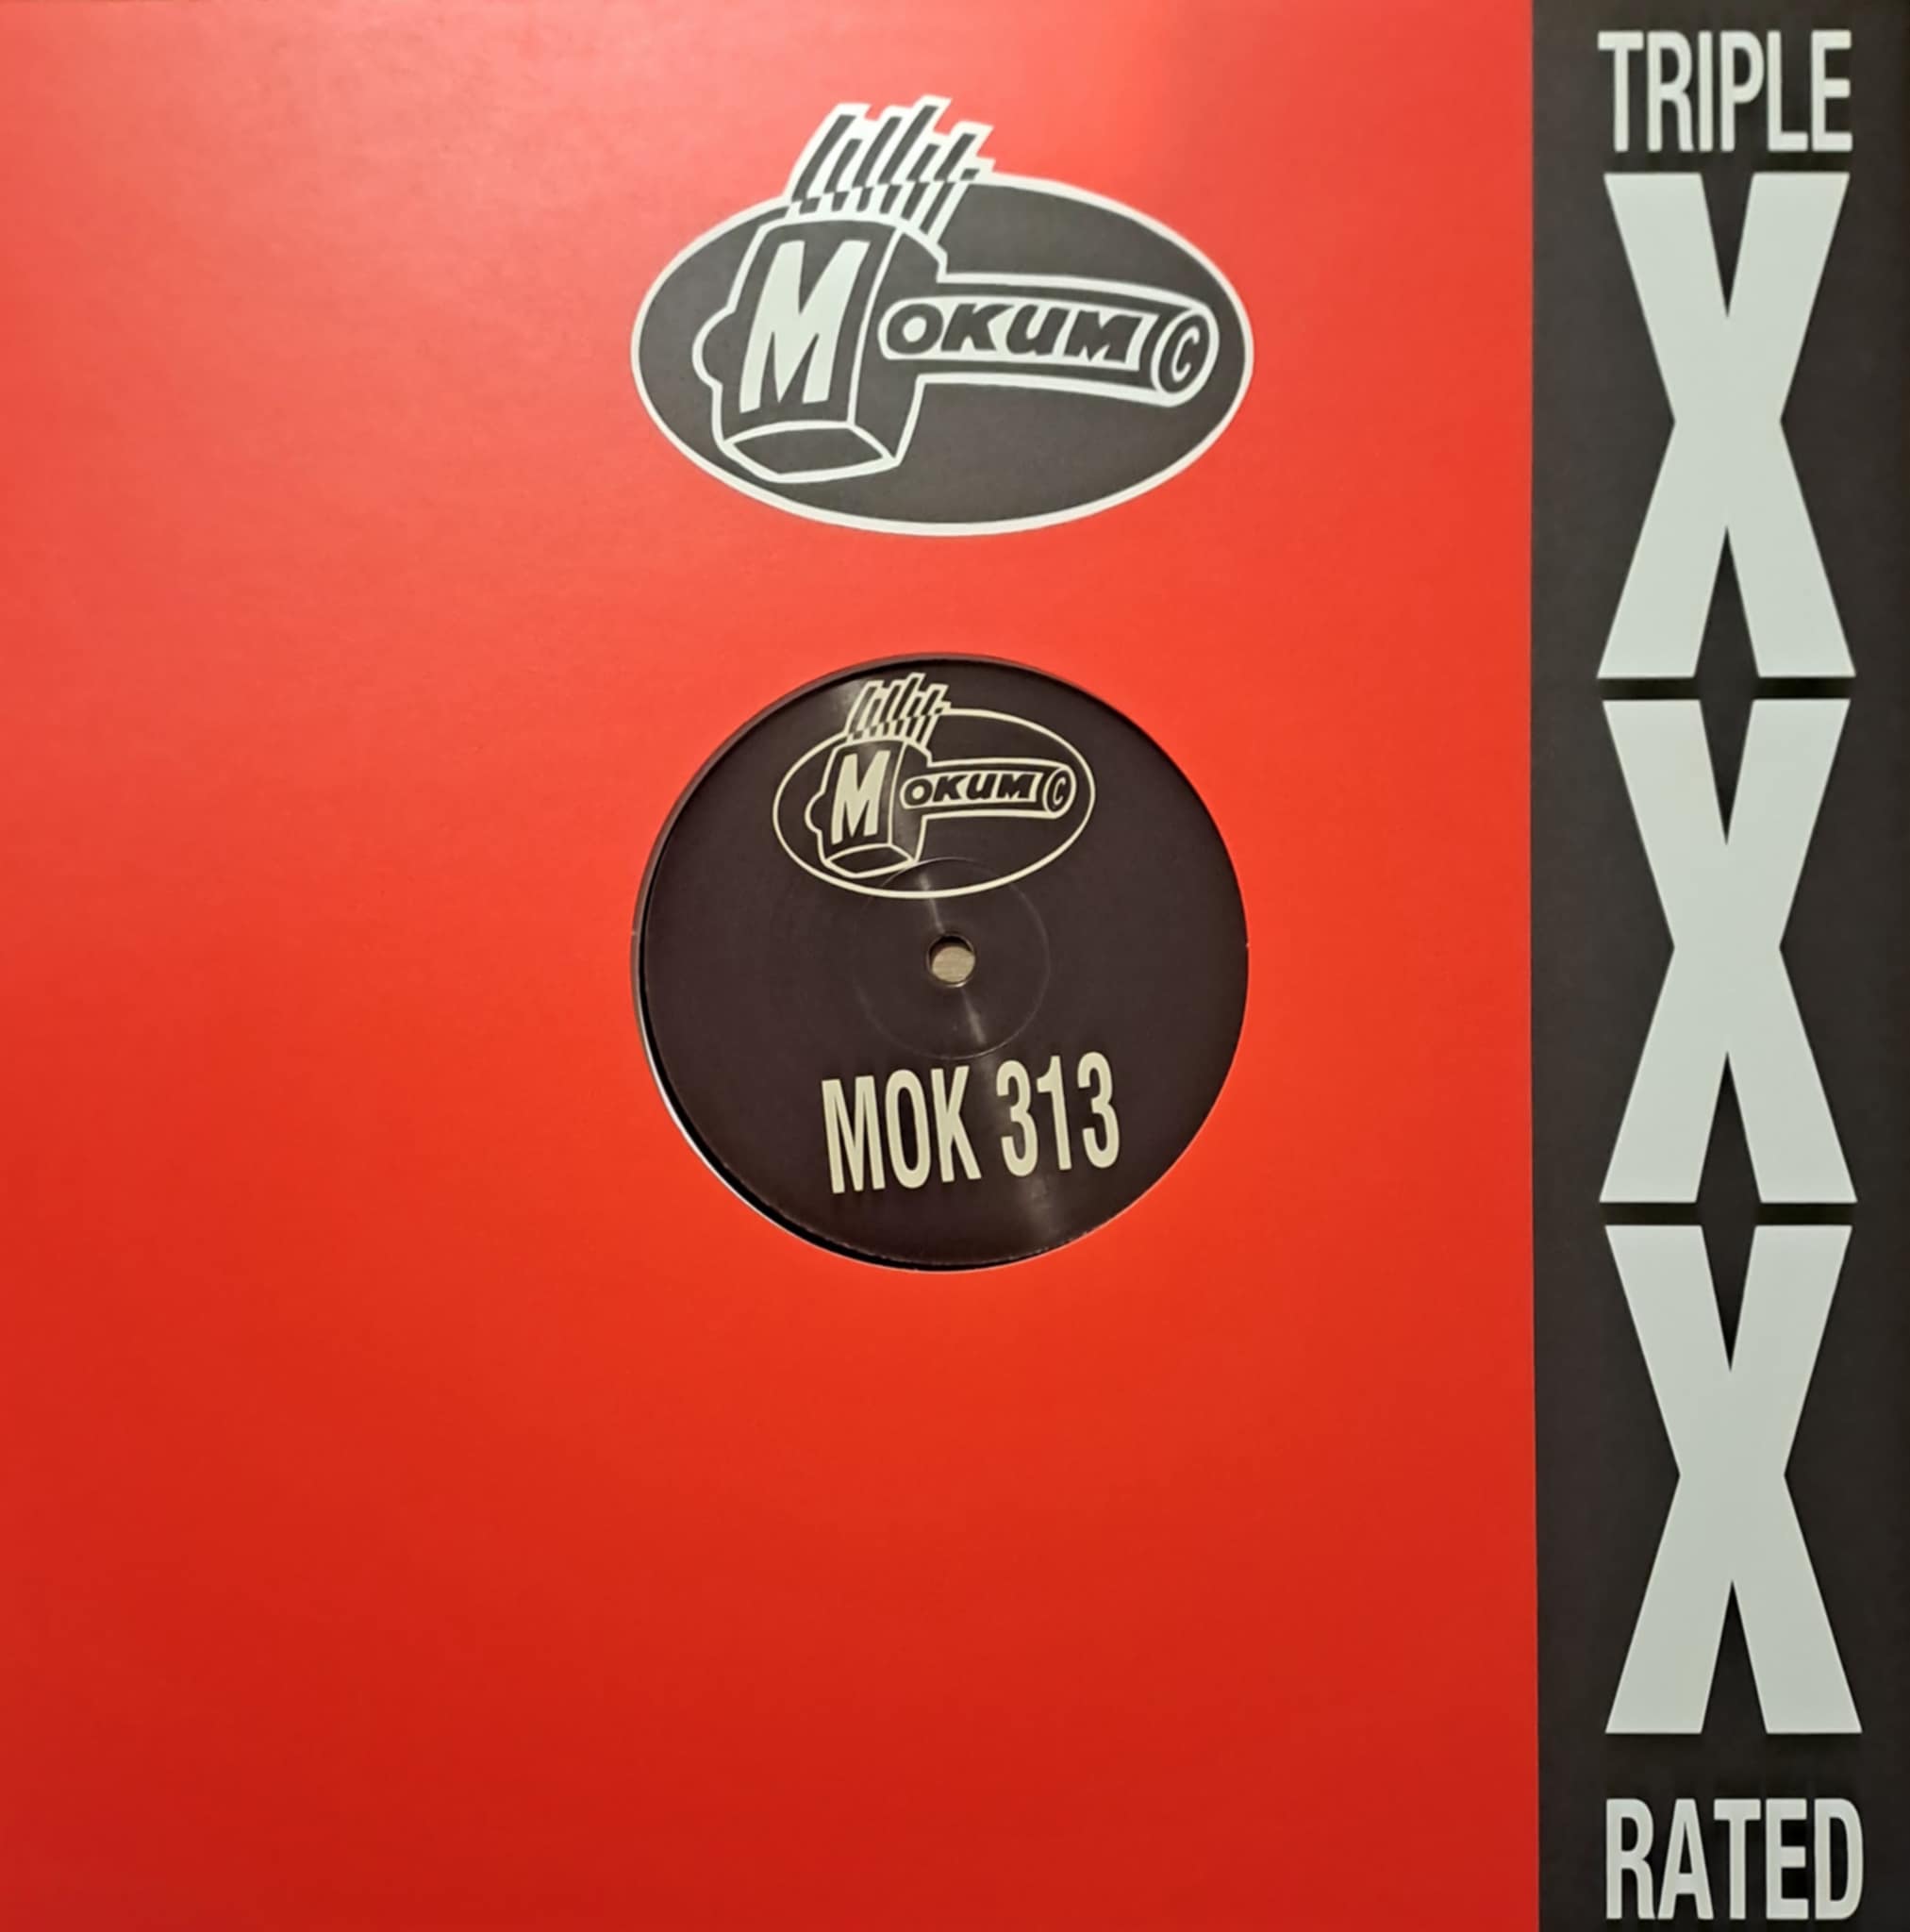 MOKUM ©
MOKUM ©
MOK 313
TRIPLE
X
X
X
RATED